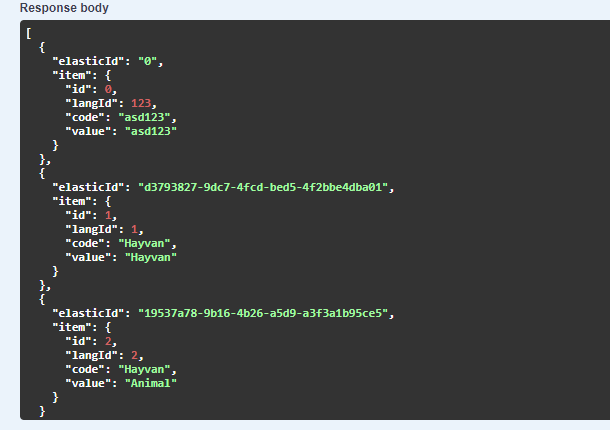 Response body
[
  {
    "elasticId": "0",
    "item": {
      "id": 0,
      "langId": 123,
      "code": "asd123",
      "value": "asd123"
    }
  },
  {
    "elasticId": "d3793827-9dc7-4fcd-bed5-4f2bbe4dba01",
    "item": {
      "id": 1,
      "langId": 1,
      "code": "Hayvan",
      "value": "Hayvan"
    }
  },
  {
    "elasticId": "19537a78-9b16-4b26-a5d9-a3f3a1b95ce5",
    "item": {
      "id": 2,
      "langId": 2,
      "code": "Hayvan",
      "value": "Animal"
    }
  }